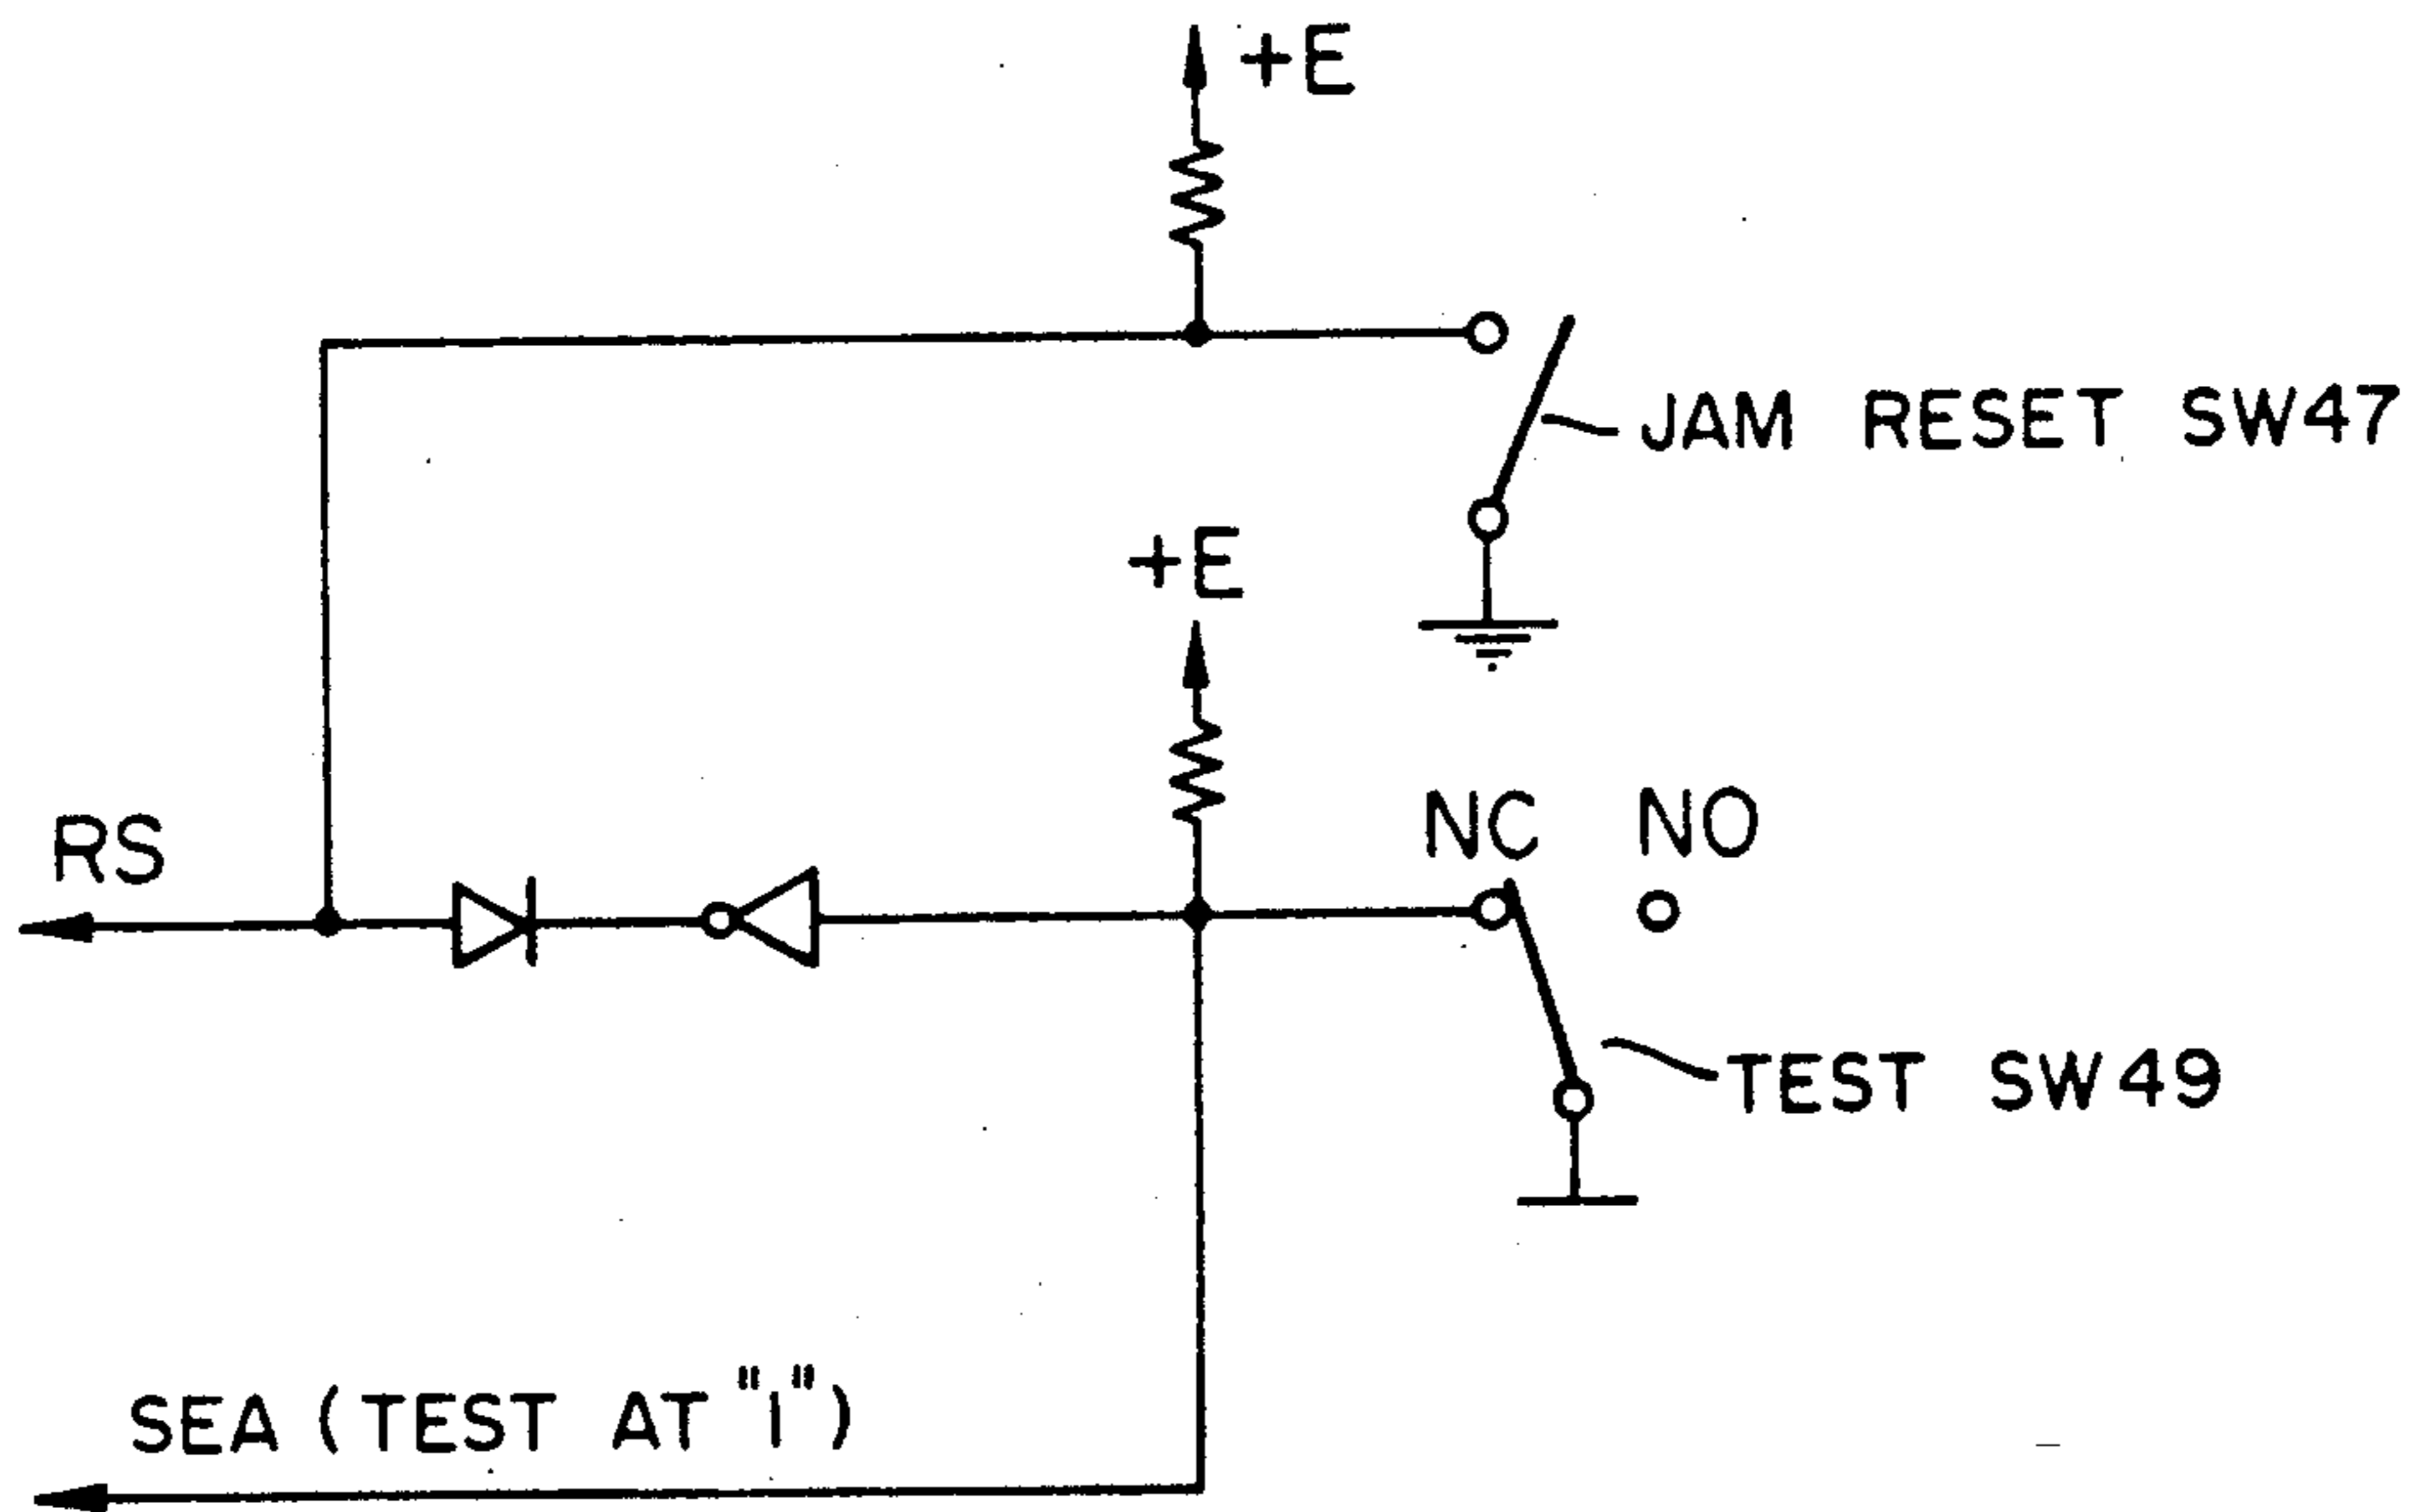 +E
JAM RESET SW47
+E
NC NO
RS
TEST SW49
SEA (TEST AT "1")